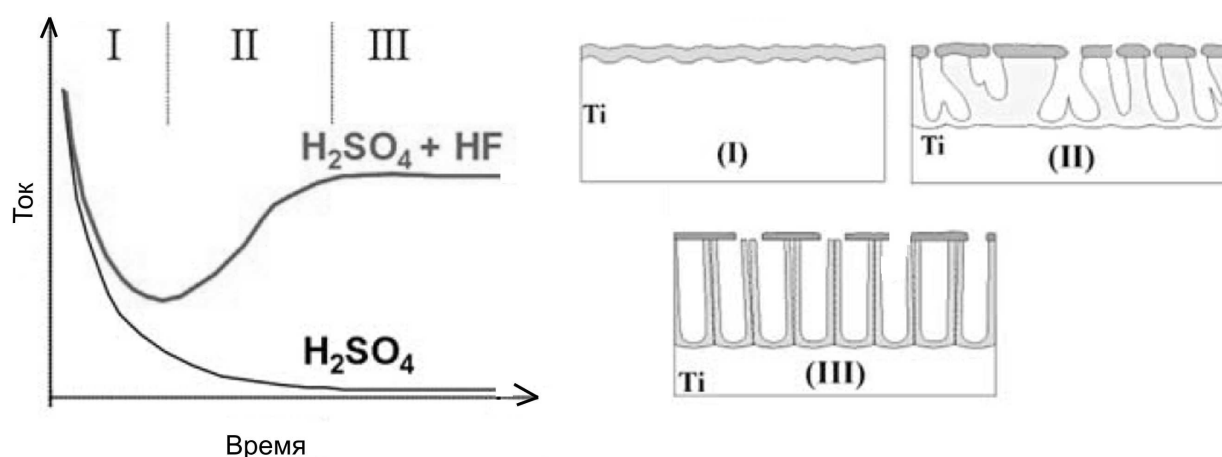 I II III
H₂SO₄ + HF
H₂SO₄
Ток
Время
Ti
(I)
Ti
(II)
Ti
(III)